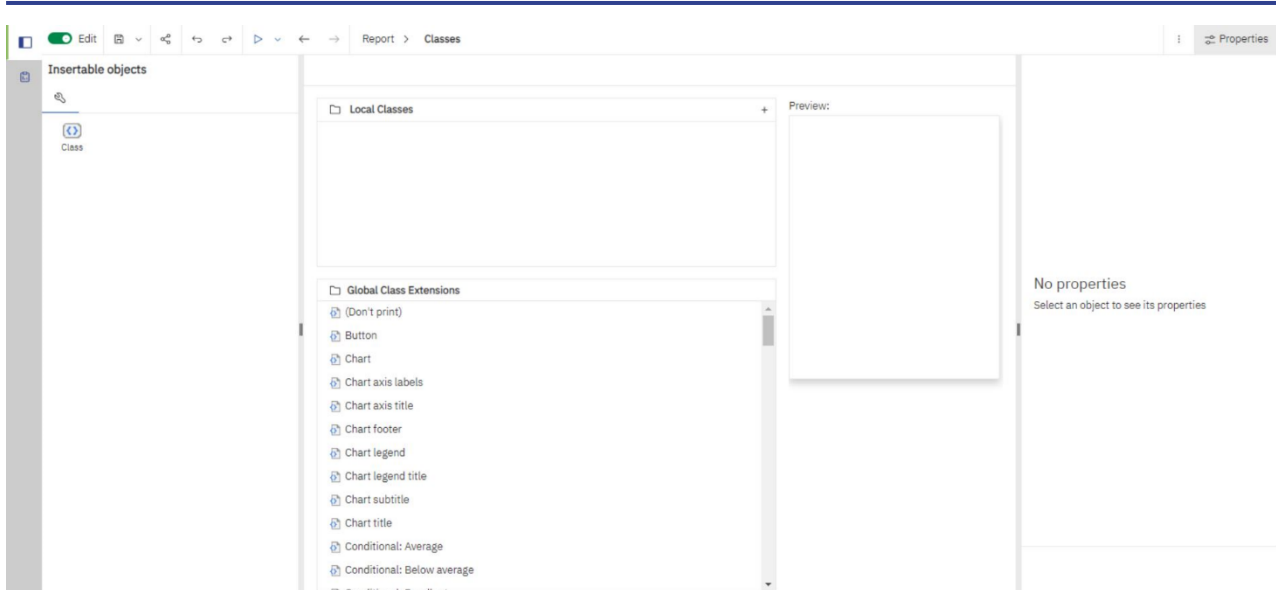 Edit
Report > Classes
Properties
Insertable objects
Class
Local Classes
+
Preview:
Global Class Extensions
(Don't print)
Button
Chart
Chart axis labels
Chart axis title
Chart footer
Chart legend
Chart legend title
Chart subtitle
Chart title
Conditional: Average
Conditional: Below average
No properties
Select an object to see its properties